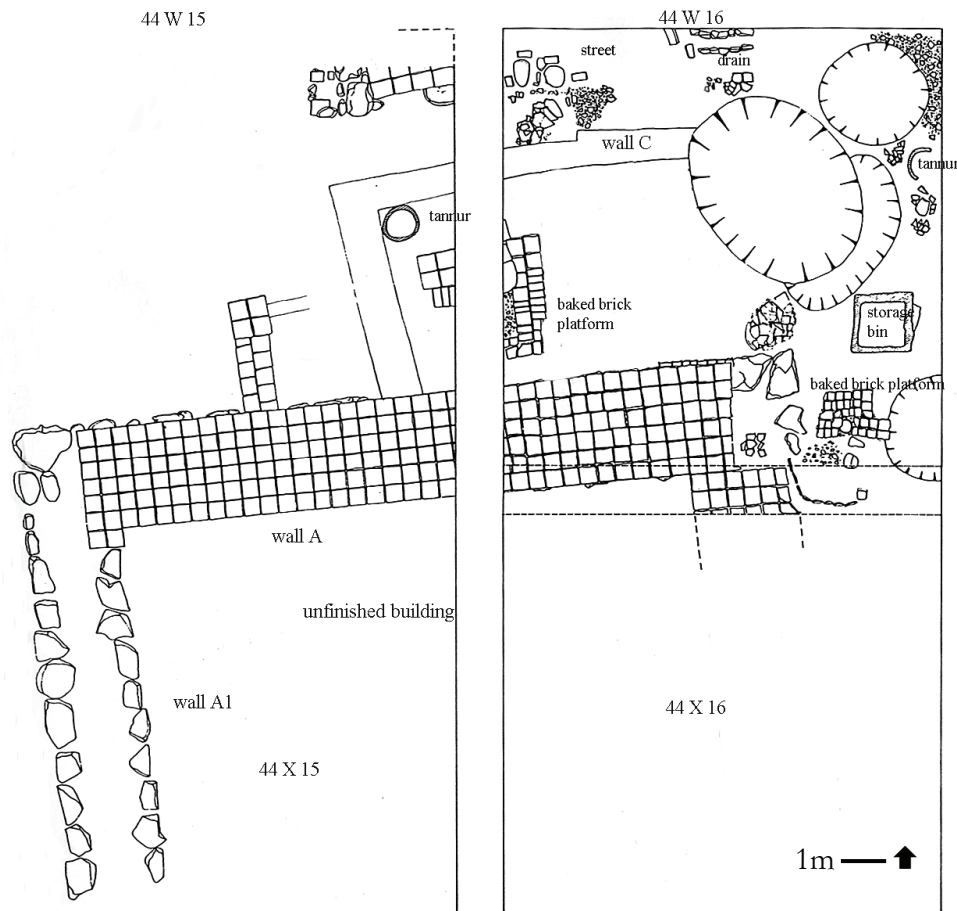 44 W 15
44 W 16
street
drain
wall C
tannur
tannur
baked brick
platform
storage
bin
baked brick platform
wall A
unfinished building
wall A1
44 X 16
44 X 15
1m